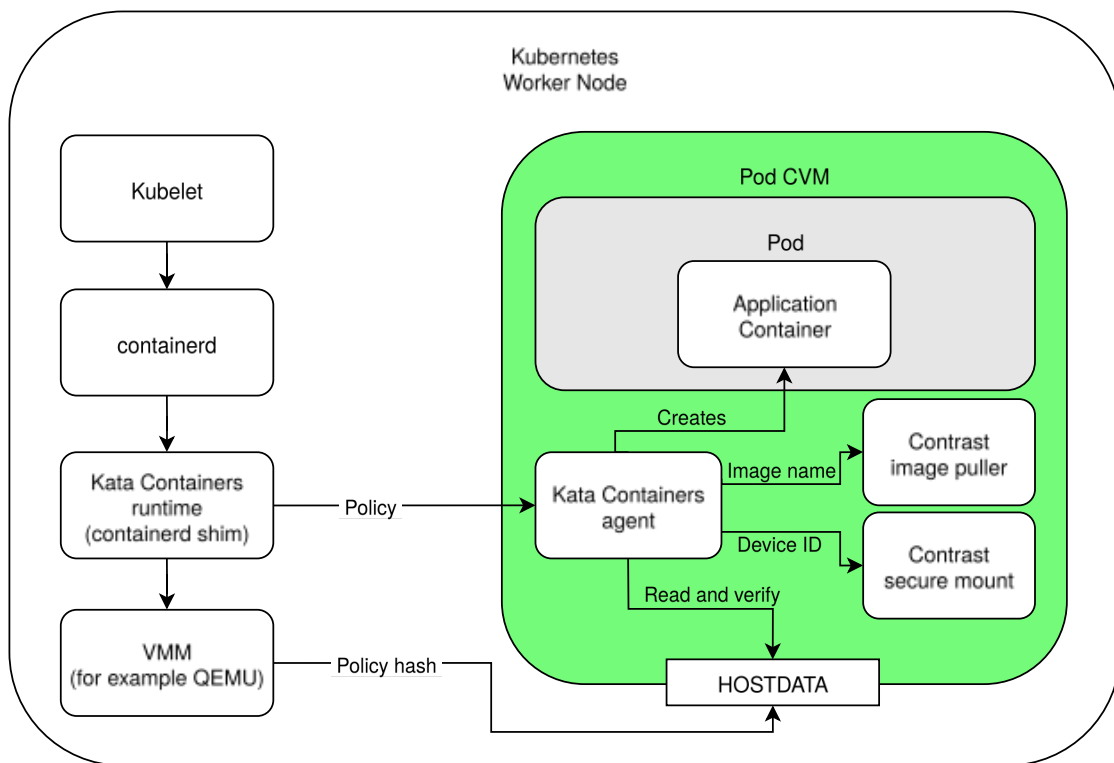 Kubernetes
Worker Node
Kubelet
containerd
Kata Containers
runtime
(containerd shim)
VMM
(for example QEMU)
Policy
Policy hash
Pod CVM
Pod
Application
Container
Creates
Kata Containers
agent
Image name
Contrast
image puller
Device ID
Contrast
secure mount
Read and verify
HOSTDATA